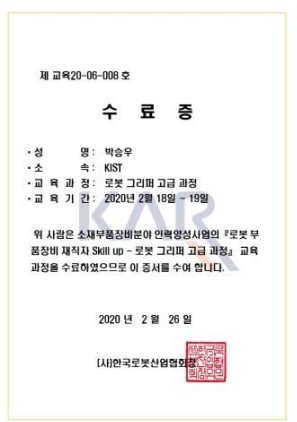 제 교육20-06-008 호
수 료 증
· 성 명 : 박승우
· 소 속 : KIST
· 교 육 과 정 : 로봇 그리퍼 고급 과정
· 교 육 기 간 : 2020년 2월 18일 ~ 19일
KAR
위 사람은 소재부품장비분야 인력양성사업의 『로봇 부
품장비 재직자 Skill up - 로봇 그리퍼 고급 과정』 교육
과정을 수료하였으므로 이 증서를 수여 합니다.
2020 년 2 월 26 일
(사)한국로봇산업협회장